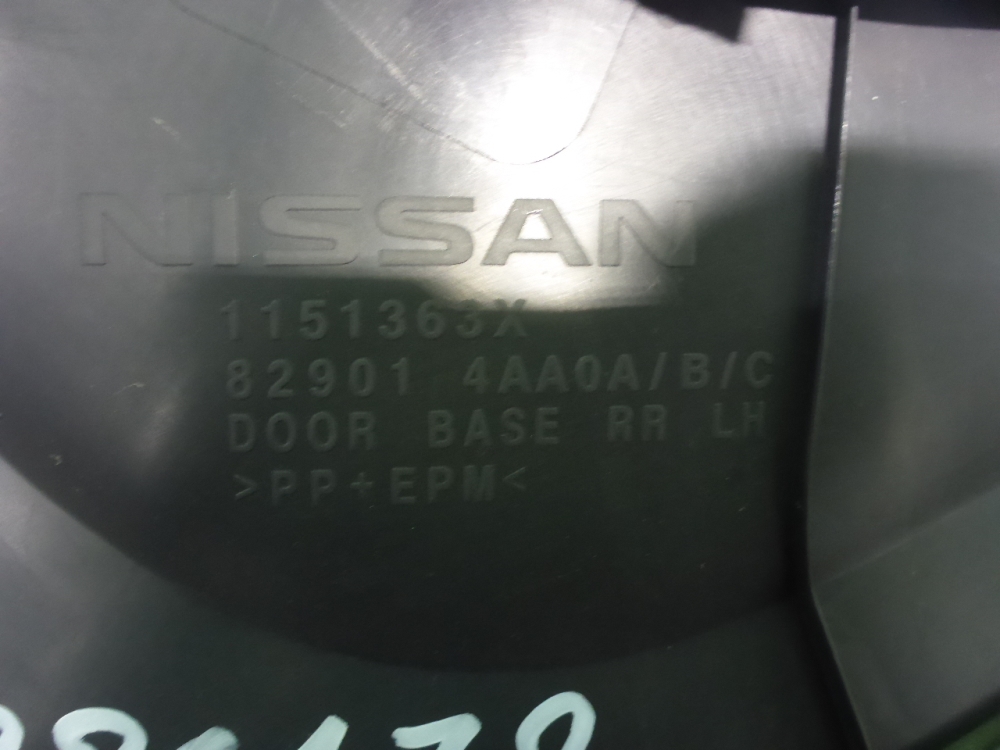 NISSAN
1151363X
82901 4AA0A/B/C
DOOR BASE RR LH
>PP+EPM<